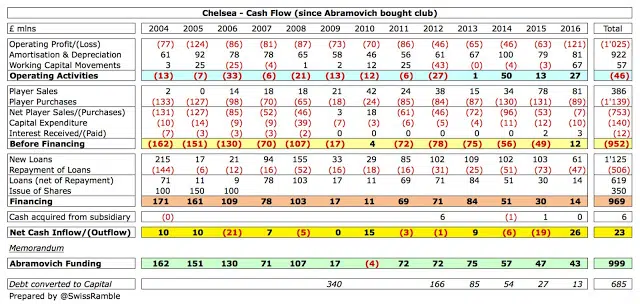 Chelsea - Cash Flow (since Abramovich bought club)
£ mlns 2004 2005 2006 2007 2008 2009 2010 2011 2012 2013 2014 2015 2016 Total
Operating Profit/(Loss) (77) (124) (86) (81) (87) (73) (70) (86) (46) (65) (46) (63) (121) (1'025)
Amortisation & Depreciation 61 92 78 78 65 58 46 56 61 67 100 79 81 922
Working Capital Movements 3 25 (25) (4) 1 2 12 25 (43) (0) (4) (3) 67 57
Operating Activities (13) (7) (33) (6) (21) (13) (12) (6) (27) 1 50 13 27 (46)
Player Sales 2 0 14 18 18 21 42 24 38 15 34 78 81 386
Player Purchases (133) (127) (98) (70) (65) (18) (24) (85) (84) (87) (130) (131) (89) (1'139)
Net Player Sales/(Purchases) (131) (127) (85) (52) (46) 3 18 (61) (46) (72) (96) (53) (7) (753)
Capital Expenditure (10) (14) (9) (9) (39) (7) (3) (6) (5) (4) (11) (12) (10) (140)
Interest Received/(Paid) (7) (3) (3) (3) (2) 0 0 0 0 0 0 2 3 (12)
Before Financing (162) (151) (130) (70) (107) (17) 4 (72) (78) (75) (56) (49) 12 (952)
New Loans 215 17 21 94 155 33 29 85 102 109 102 103 61 1'125
Repayment of Loans (144) (6) (12) (16) (52) (16) (18) (16) (31) (25) (51) (73) (47) (506)
Loans (net of Repayment) 71 11 9 78 103 17 11 69 71 84 51 30 14 619
Issue of Shares 100 150 100 350
Financing 171 161 109 78 103 17 11 69 71 84 51 30 14 969
Cash acquired from subsidiary (0) 6 (1) 1 0 6
Net Cash Inflow/(Outflow) 10 10 (21) 7 (5) 0 15 (3) (1) 9 (6) (19) 26 23
Memorandum
Abramovich Funding 162 151 130 71 107 17 (4) 72 72 75 57 47 43 999
Debt converted to Capital 340 166 85 54 27 13 685
Prepared by @SwissRamble